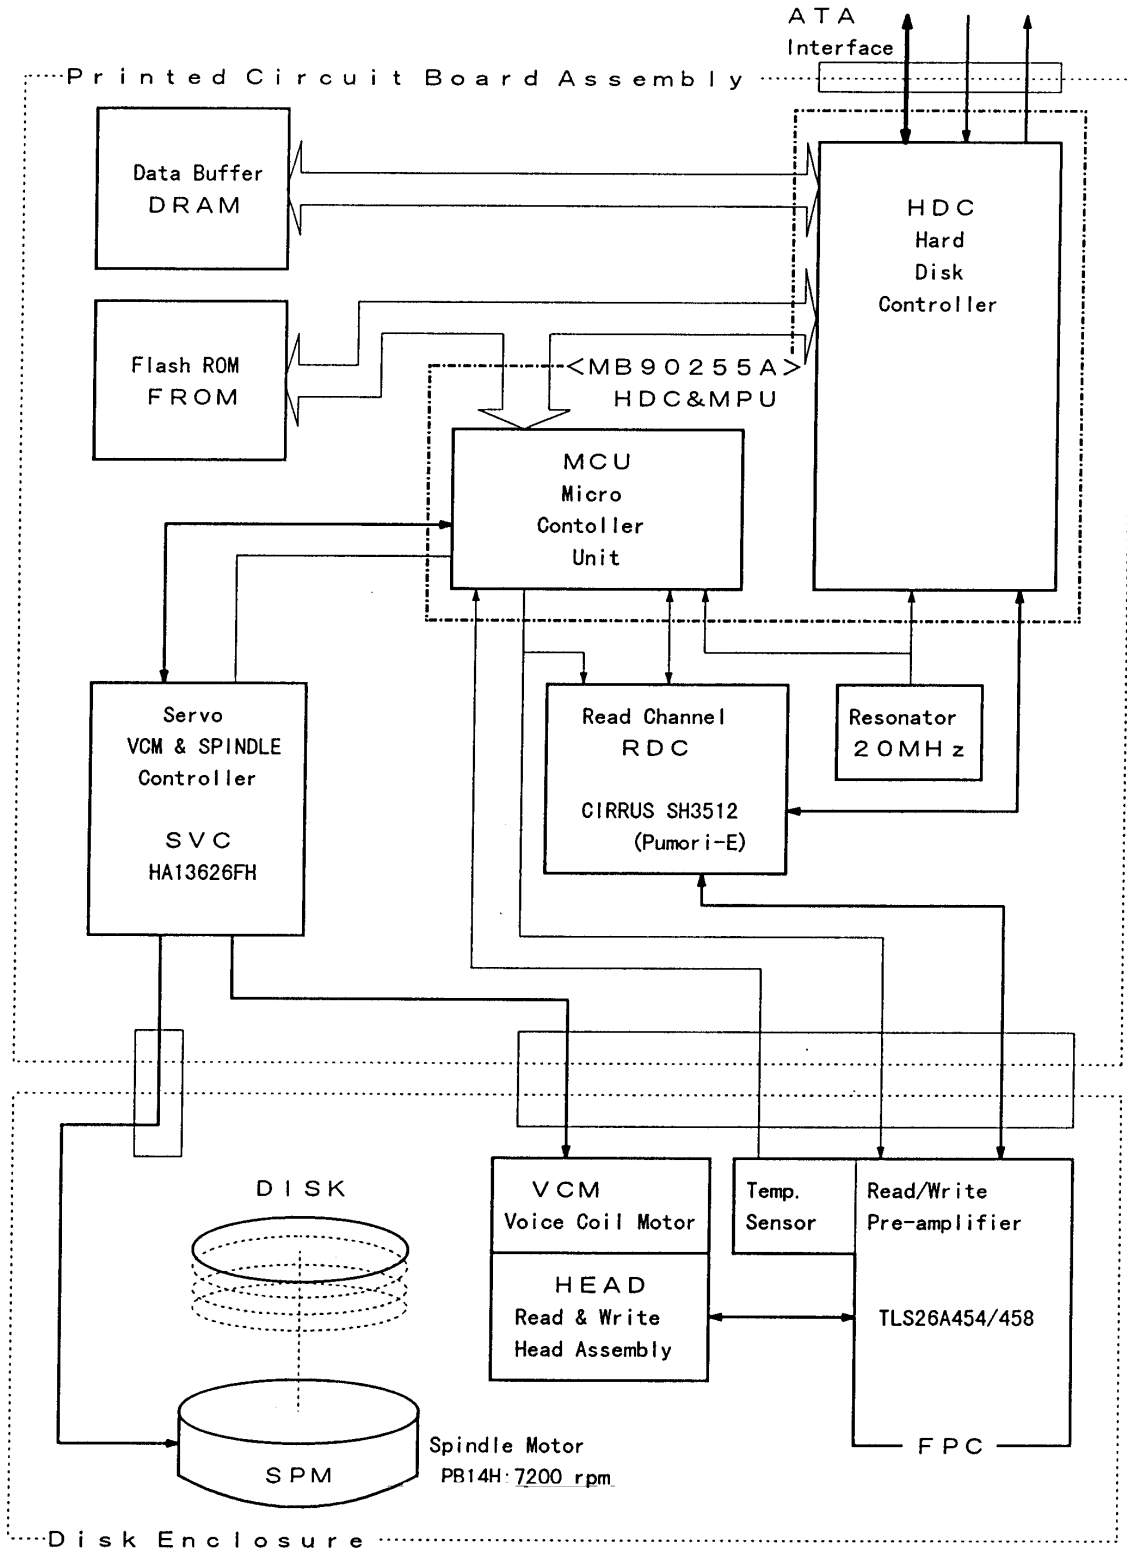 ATA
Interface
Printed Circuit Board Assembly
Data Buffer
DRAM
HDC
Hard
Disk
Controller
Flash ROM
FROM
<MB90255A>
HDC&MPU
MCU
Micro
Contoller
Unit
Servo
VCM & SPINDLE
Controller
SVC
HA13626FH
Read Channel
RDC
CIRRUS SH3512
(Pumori-E)
Resonator
20MHz
DISK
VCM
Voice Coil Motor
HEAD
Read & Write
Head Assembly
Temp.
Sensor
Read/Write
Pre-amplifier
TLS26A454/458
FPC
SPM
Spindle Motor
PB14H:7200 rpm
Disk Enclosure